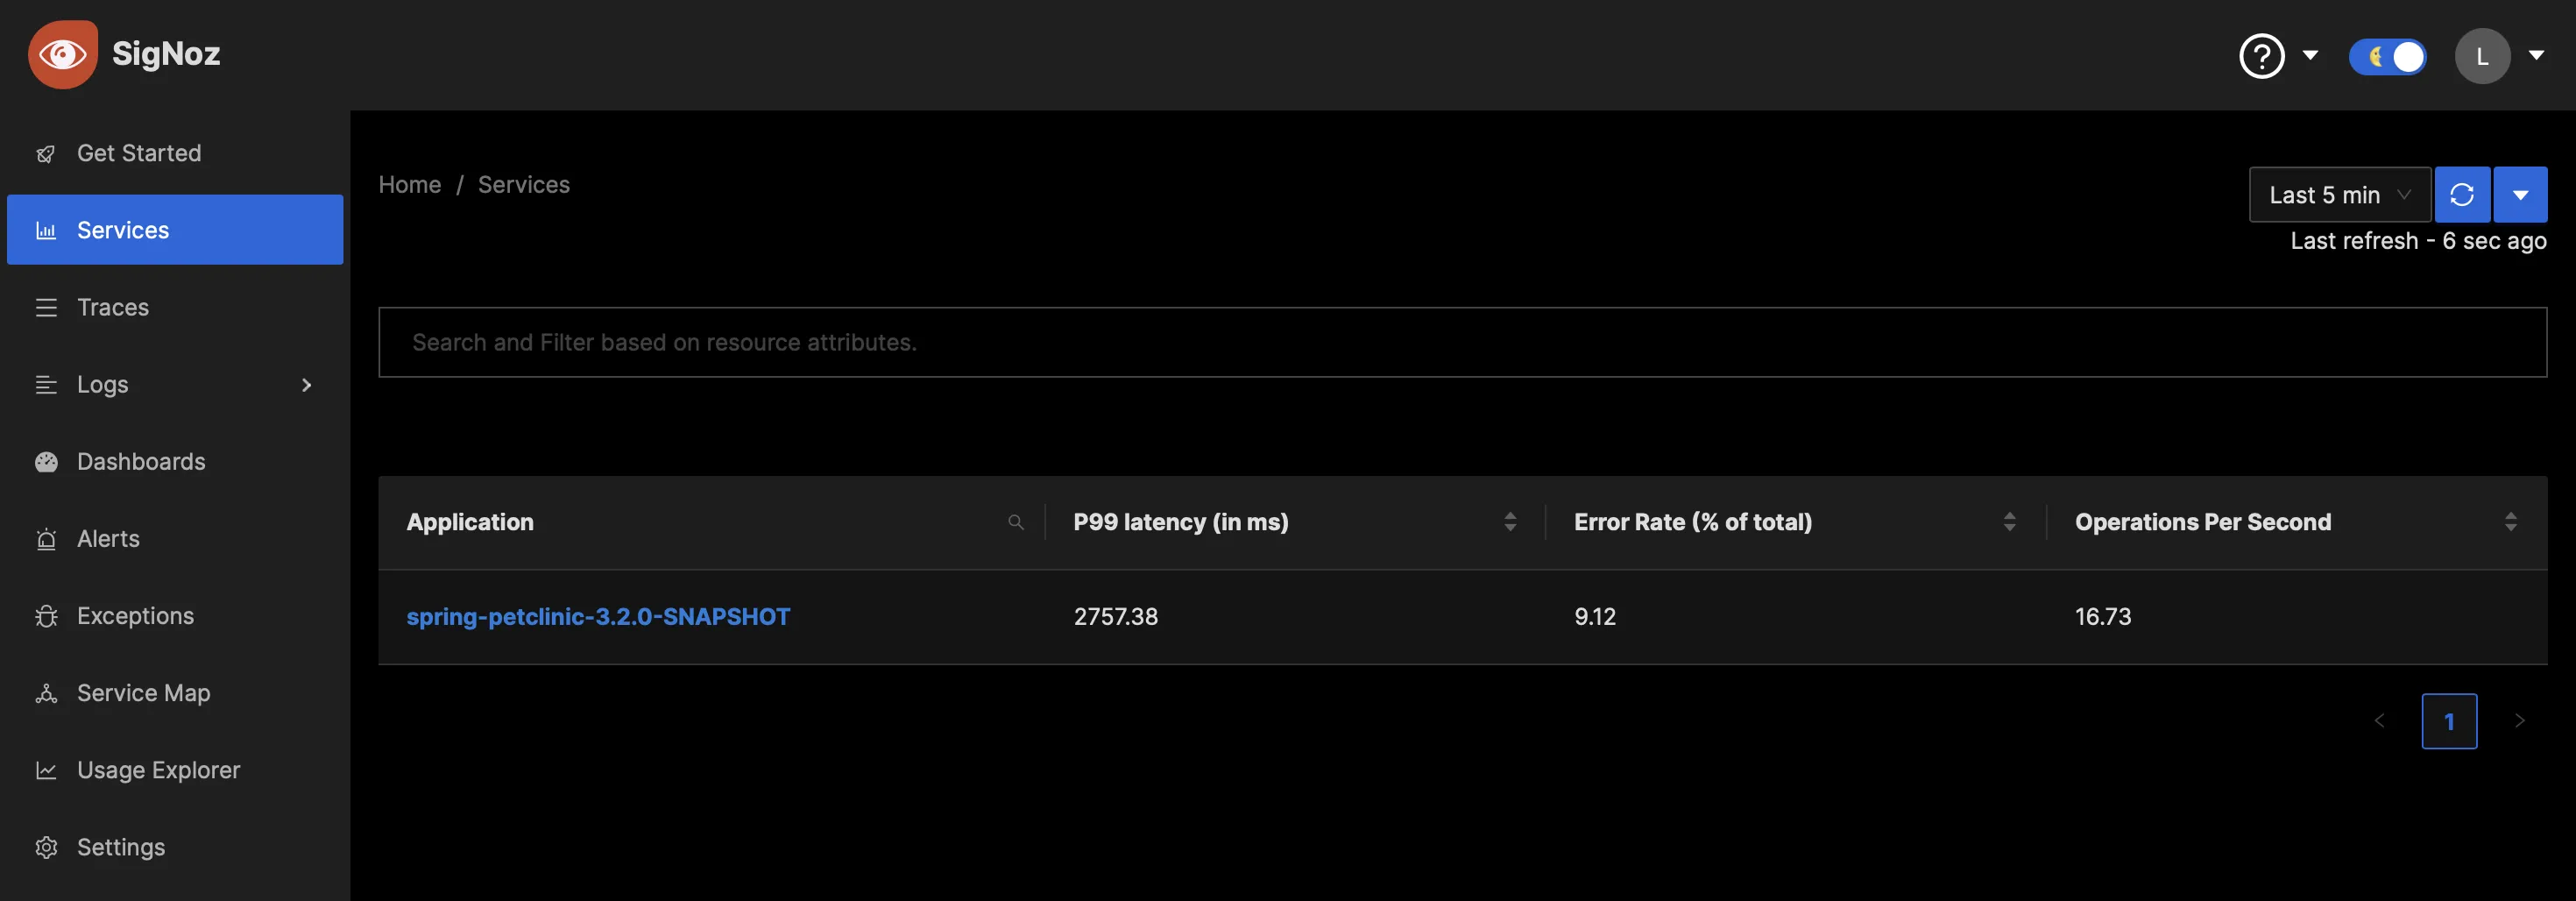 SigNoz
L
Get Started
Services
Traces
Logs
Dashboards
Alerts
Exceptions
Service Map
Usage Explorer
Settings
Home / Services
Last 5 min
Last refresh - 6 sec ago
Search and Filter based on resource attributes.
Application P99 latency (in ms) Error Rate (% of total) Operations Per Second
spring-petclinic-3.2.0-SNAPSHOT 2757.38 9.12 16.73
1